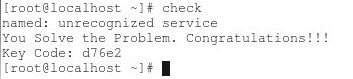 [root@localhost ~]# check
named: unrecognized service
You Solve the Problem. Congratulations!!!
Key Code: d76e2
[root@localhost ~]#